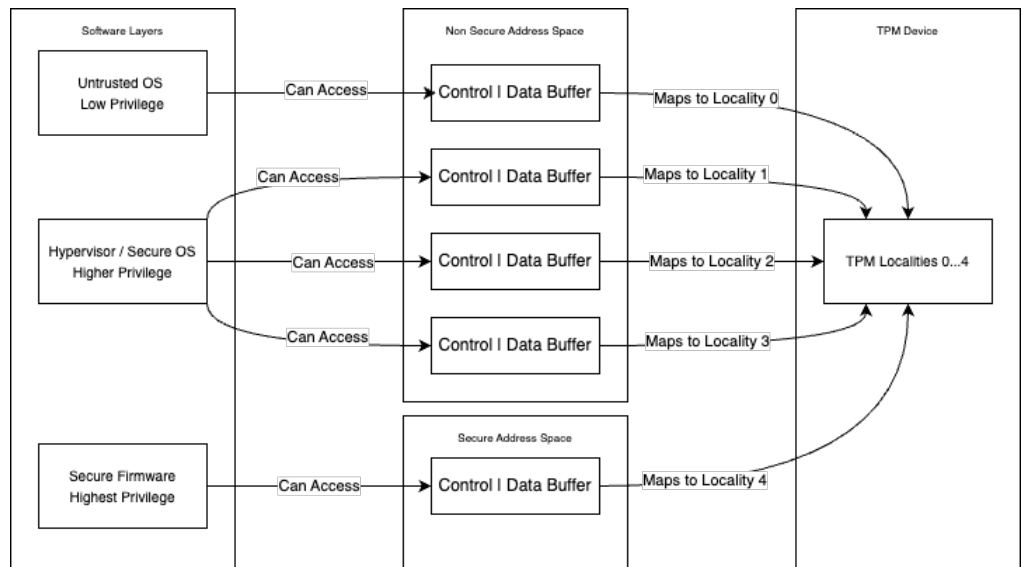 Software Layers
Non Secure Address Space
TPM Device
Untrusted OS
Low Privilege
Can Access
Control | Data Buffer
Maps to Locality 0
Can Access
Control | Data Buffer
Maps to Locality 1
Hypervisor / Secure OS
Higher Privilege
Can Access
Control | Data Buffer
Maps to Locality 2
TPM Localities 0...4
Can Access
Control | Data Buffer
Maps to Locality 3
Secure Address Space
Secure Firmware
Highest Privilege
Can Access
Control | Data Buffer
Maps to Locality 4